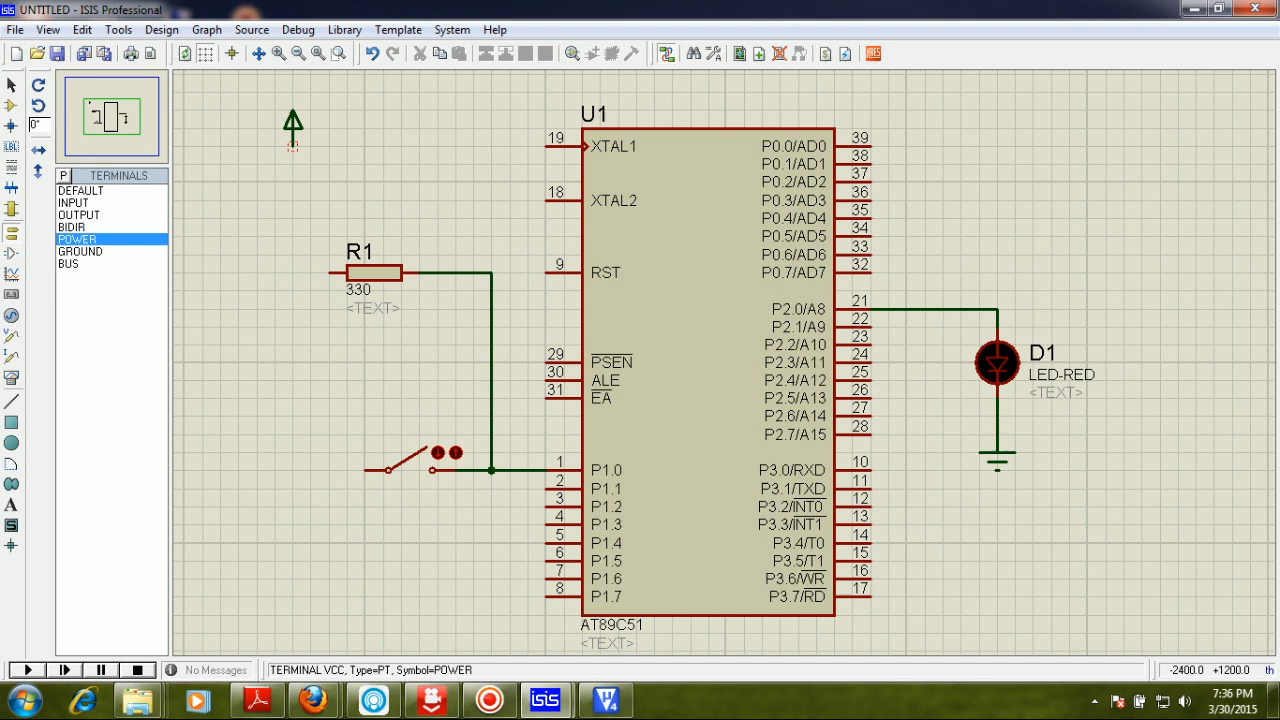 UNTITLED - ISIS Professional
File View Edit Tools Design Graph Source Debug Library Template System Help
0°
P TERMINALS
DEFAULT
INPUT
OUTPUT
BIDIR
POWER
GROUND
BUS
LBL
A
S
ARES
U1
19 XTAL1
18 XTAL2
9 RST
29 PSEN
30 ALE
31 EA
1 P1.0
2 P1.1
3 P1.2
4 P1.3
5 P1.4
6 P1.5
7 P1.6
8 P1.7
P0.0/AD0 39
P0.1/AD1 38
P0.2/AD2 37
P0.3/AD3 36
P0.4/AD4 35
P0.5/AD5 34
P0.6/AD6 33
P0.7/AD7 32
P2.0/A8 21
P2.1/A9 22
P2.2/A10 23
P2.3/A11 24
P2.4/A12 25
P2.5/A13 26
P2.6/A14 27
P2.7/A15 28
P3.0/RXD 10
P3.1/TXD 11
P3.2/INT0 12
P3.3/INT1 13
P3.4/T0 14
P3.5/T1 15
P3.6/WR 16
P3.7/RD 17
AT89C51
<TEXT>
R1
330
<TEXT>
D1
LED-RED
<TEXT>
No Messages
TERMINAL VCC, Type=PT, Symbol=POWER
-2400.0 +1200.0 th
isis
7:36 PM
3/30/2015